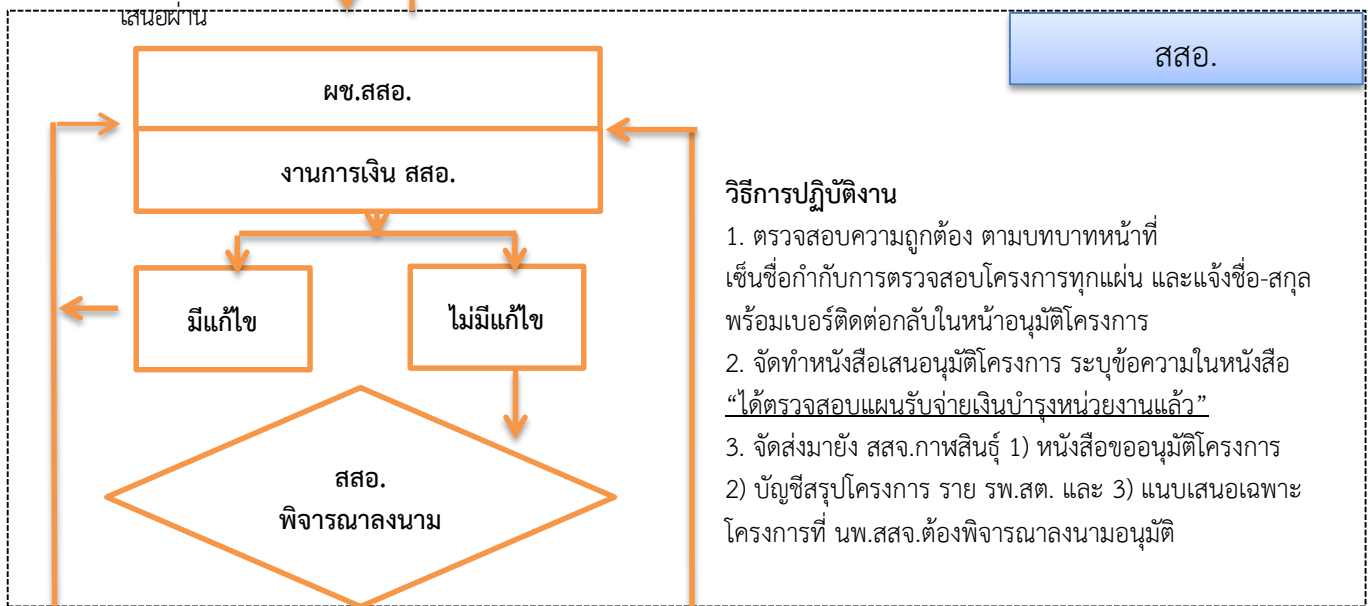 เสนอผ่าน
สสอ.
ผช.สสอ.
งานการเงิน สสอ.
มีแก้ไข
ไม่มีแก้ไข
สสอ.
พิจารณาลงนาม
วิธีการปฏิบัติงาน
1. ตรวจสอบความถูกต้อง ตามบทบาทหน้าที่
เซ็นชื่อกำกับการตรวจสอบโครงการทุกแผ่น และแจ้งชื่อ-สกุล
พร้อมเบอร์ติดต่อกลับในหน้าอนุมัติโครงการ
2. จัดทำหนังสือเสนออนุมัติโครงการ ระบุข้อความในหนังสือ
“ได้ตรวจสอบแผนรับจ่ายเงินบำรุงหน่วยงานแล้ว”
3. จัดส่งมายัง สสจ.กาฬสินธุ์ 1) หนังสือขออนุมัติโครงการ
2) บัญชีสรุปโครงการ ราย รพ.สต. และ 3) แนบเสนอเฉพาะ
โครงการที่ นพ.สสจ.ต้องพิจารณาลงนามอนุมัติ